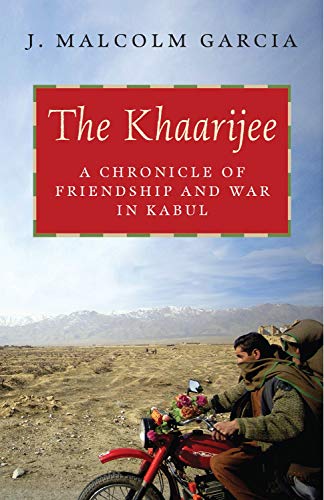 J. MALCOLM GARCIA
The Khaarijee
A CHRONICLE OF
FRIENDSHIP AND WAR
IN KABUL